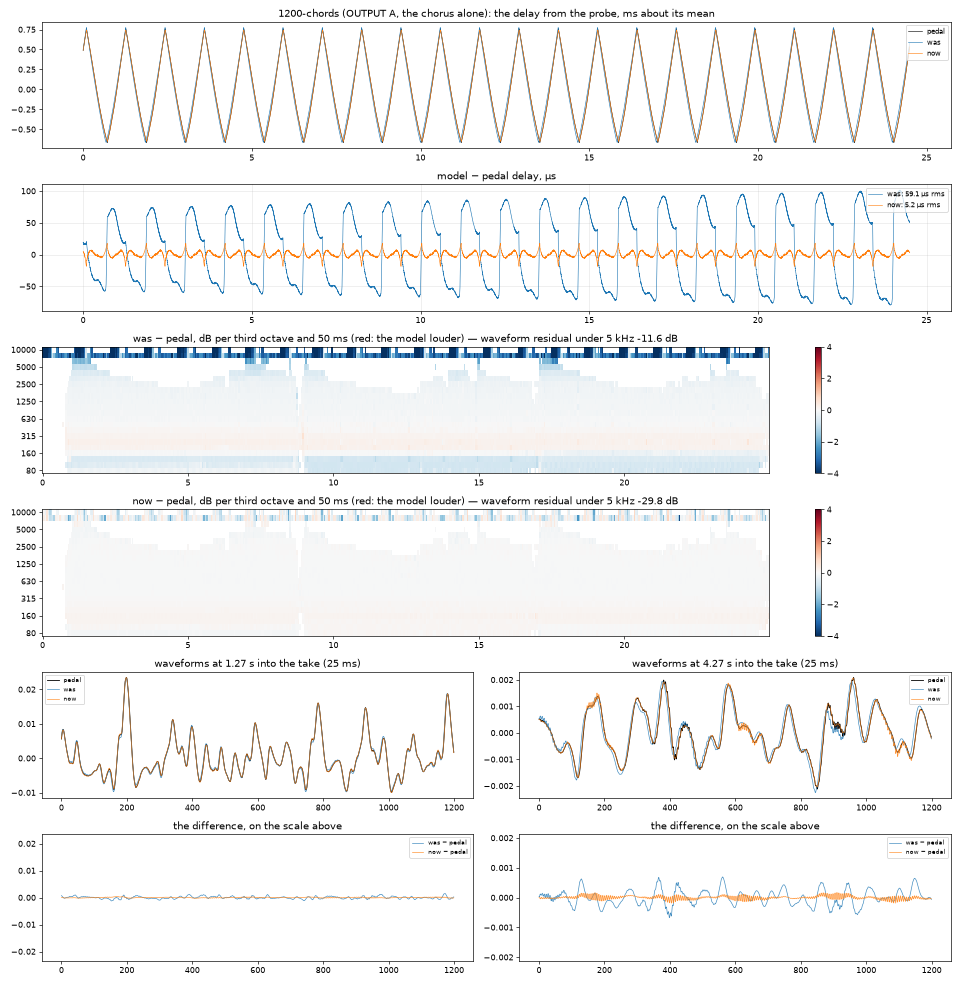 1200-chords (OUTPUT A, the chorus alone): the delay from the probe, ms about its mean
0.75
0.50
0.25
0.00
−0.25
−0.50
pedal
was
now
0 5 10 15 20 25
model − pedal delay, µs
100
50
0
−50
was: 59.1 µs rms
now: 5.2 µs rms
0 5 10 15 20 25
was − pedal, dB per third octave and 50 ms (red: the model louder) — waveform residual under 5 kHz -11.6 dB
10000
5000
2500
1250
630
315
160
80
4
2
0
−2
−4
0 5 10 15 20
now − pedal, dB per third octave and 50 ms (red: the model louder) — waveform residual under 5 kHz -29.8 dB
10000
5000
2500
1250
630
315
160
80
4
2
0
−2
−4
0 5 10 15 20
waveforms at 1.27 s into the take (25 ms)
0.02
0.01
0.00
−0.01
pedal
was
now
0 200 400 600 800 1000 1200
waveforms at 4.27 s into the take (25 ms)
0.002
0.001
0.000
−0.001
−0.002
pedal
was
now
0 200 400 600 800 1000 1200
the difference, on the scale above
0.02
0.01
0.00
−0.01
−0.02
was − pedal
now − pedal
0 200 400 600 800 1000 1200
the difference, on the scale above
0.002
0.001
0.000
−0.001
−0.002
was − pedal
now − pedal
0 200 400 600 800 1000 1200